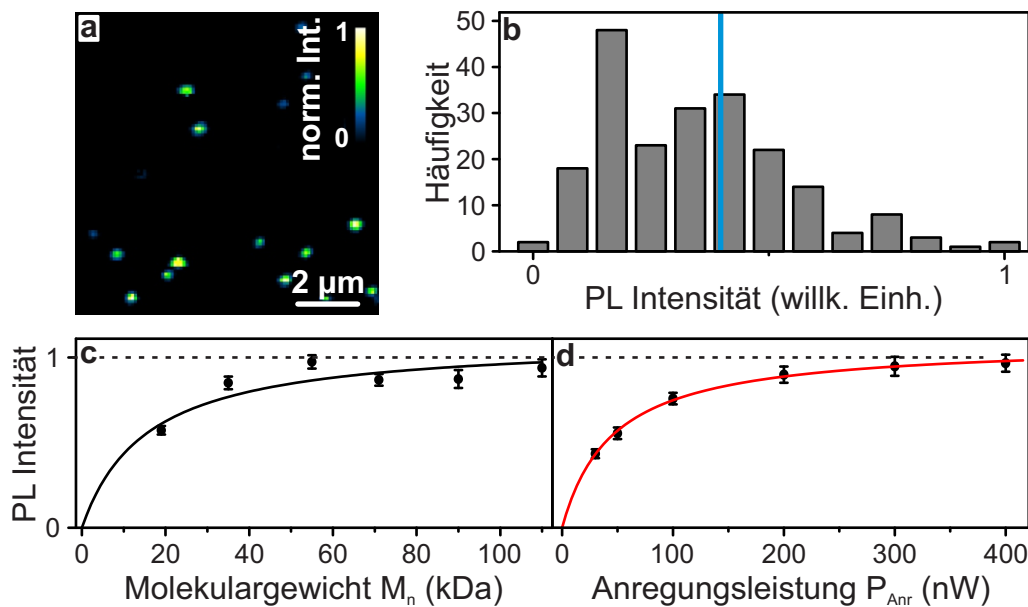 a
norm. Int.
1
0
2 µm
b
Häufigkeit
50
40
30
20
10
0
0 1
PL Intensität (willk. Einh.)
c
PL Intensität
1
0
0 20 40 60 80 100
Molekulargewicht Mn (kDa)
d
0 100 200 300 400
Anregungsleistung PAnr (nW)